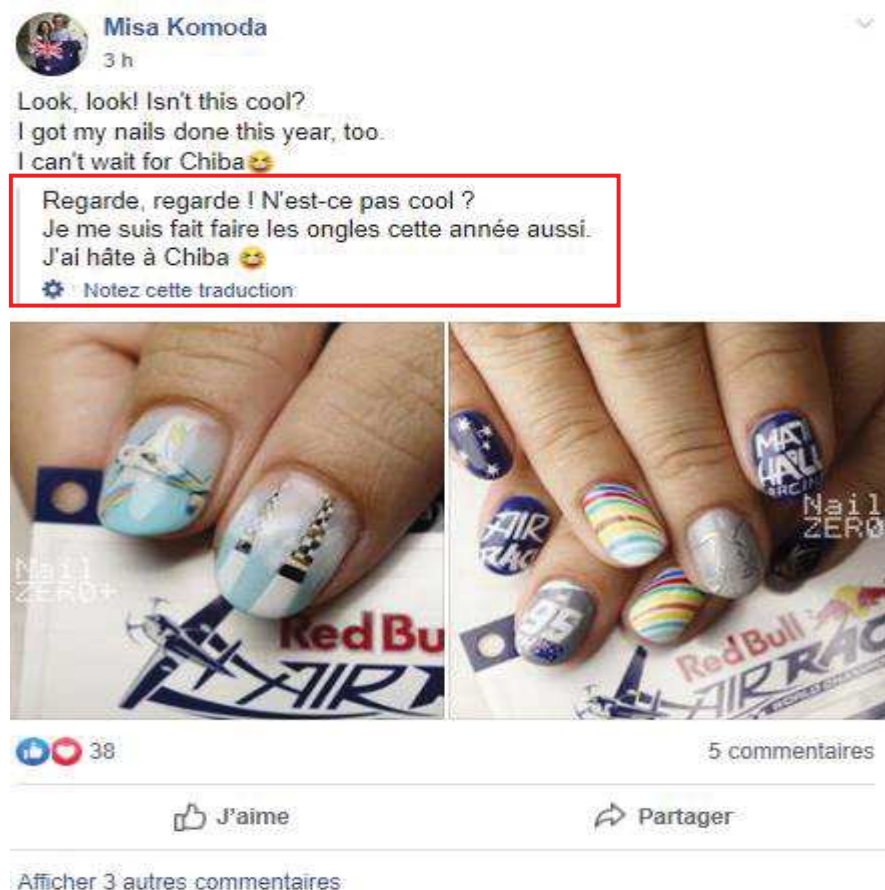 Misa Komoda
3 h
Look, look! Isn't this cool?
I got my nails done this year, too.
I can't wait for Chiba😆
Regarde, regarde ! N'est-ce pas cool ?
Je me suis fait faire les ongles cette année aussi.
J'ai hâte à Chiba 😆
Notez cette traduction
Nail
ZERO+
Red Bu
AIR R
AIR
RAC
MAT
HALL
RACIN
Nail
ZERO
95
Red Bull
AIR RAC
38
5 commentaires
J'aime
Partager
Afficher 3 autres commentaires